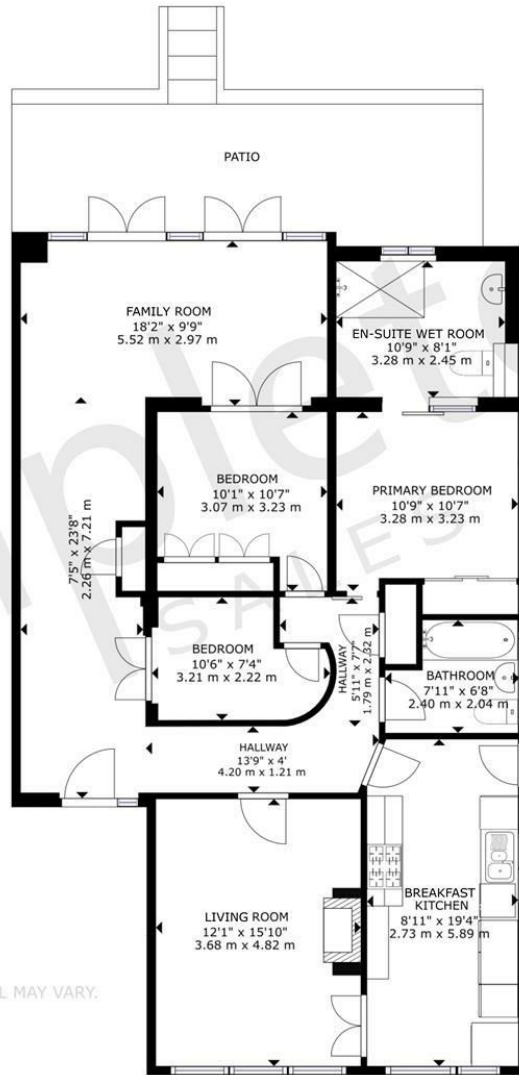 PATIO
FAMILY ROOM
18'2" x 9'9"
5.52 m x 2.97 m
EN-SUITE WET ROOM
10'9" x 8'1"
3.28 m x 2.45 m
BEDROOM
10'1" x 10'7"
3.07 m x 3.23 m
PRIMARY BEDROOM
10'9" x 10'7"
3.28 m x 3.23 m
7'5" x 23'8"
2.26 m x 7.21 m
SALES
BEDROOM
10'6" x 7'4"
3.21 m x 2.22 m
HALLWAY
5'11" x 7'7"
1.79 m x 2.32 m
BATHROOM
7'11" x 6'8"
2.40 m x 2.04 m
HALLWAY
13'9" x 4'
4.20 m x 1.21 m
LIVING ROOM
12'1" x 15'10"
3.68 m x 4.82 m
BREAKFAST
KITCHEN
8'11" x 19'4"
2.73 m x 5.89 m
MAY VARY.